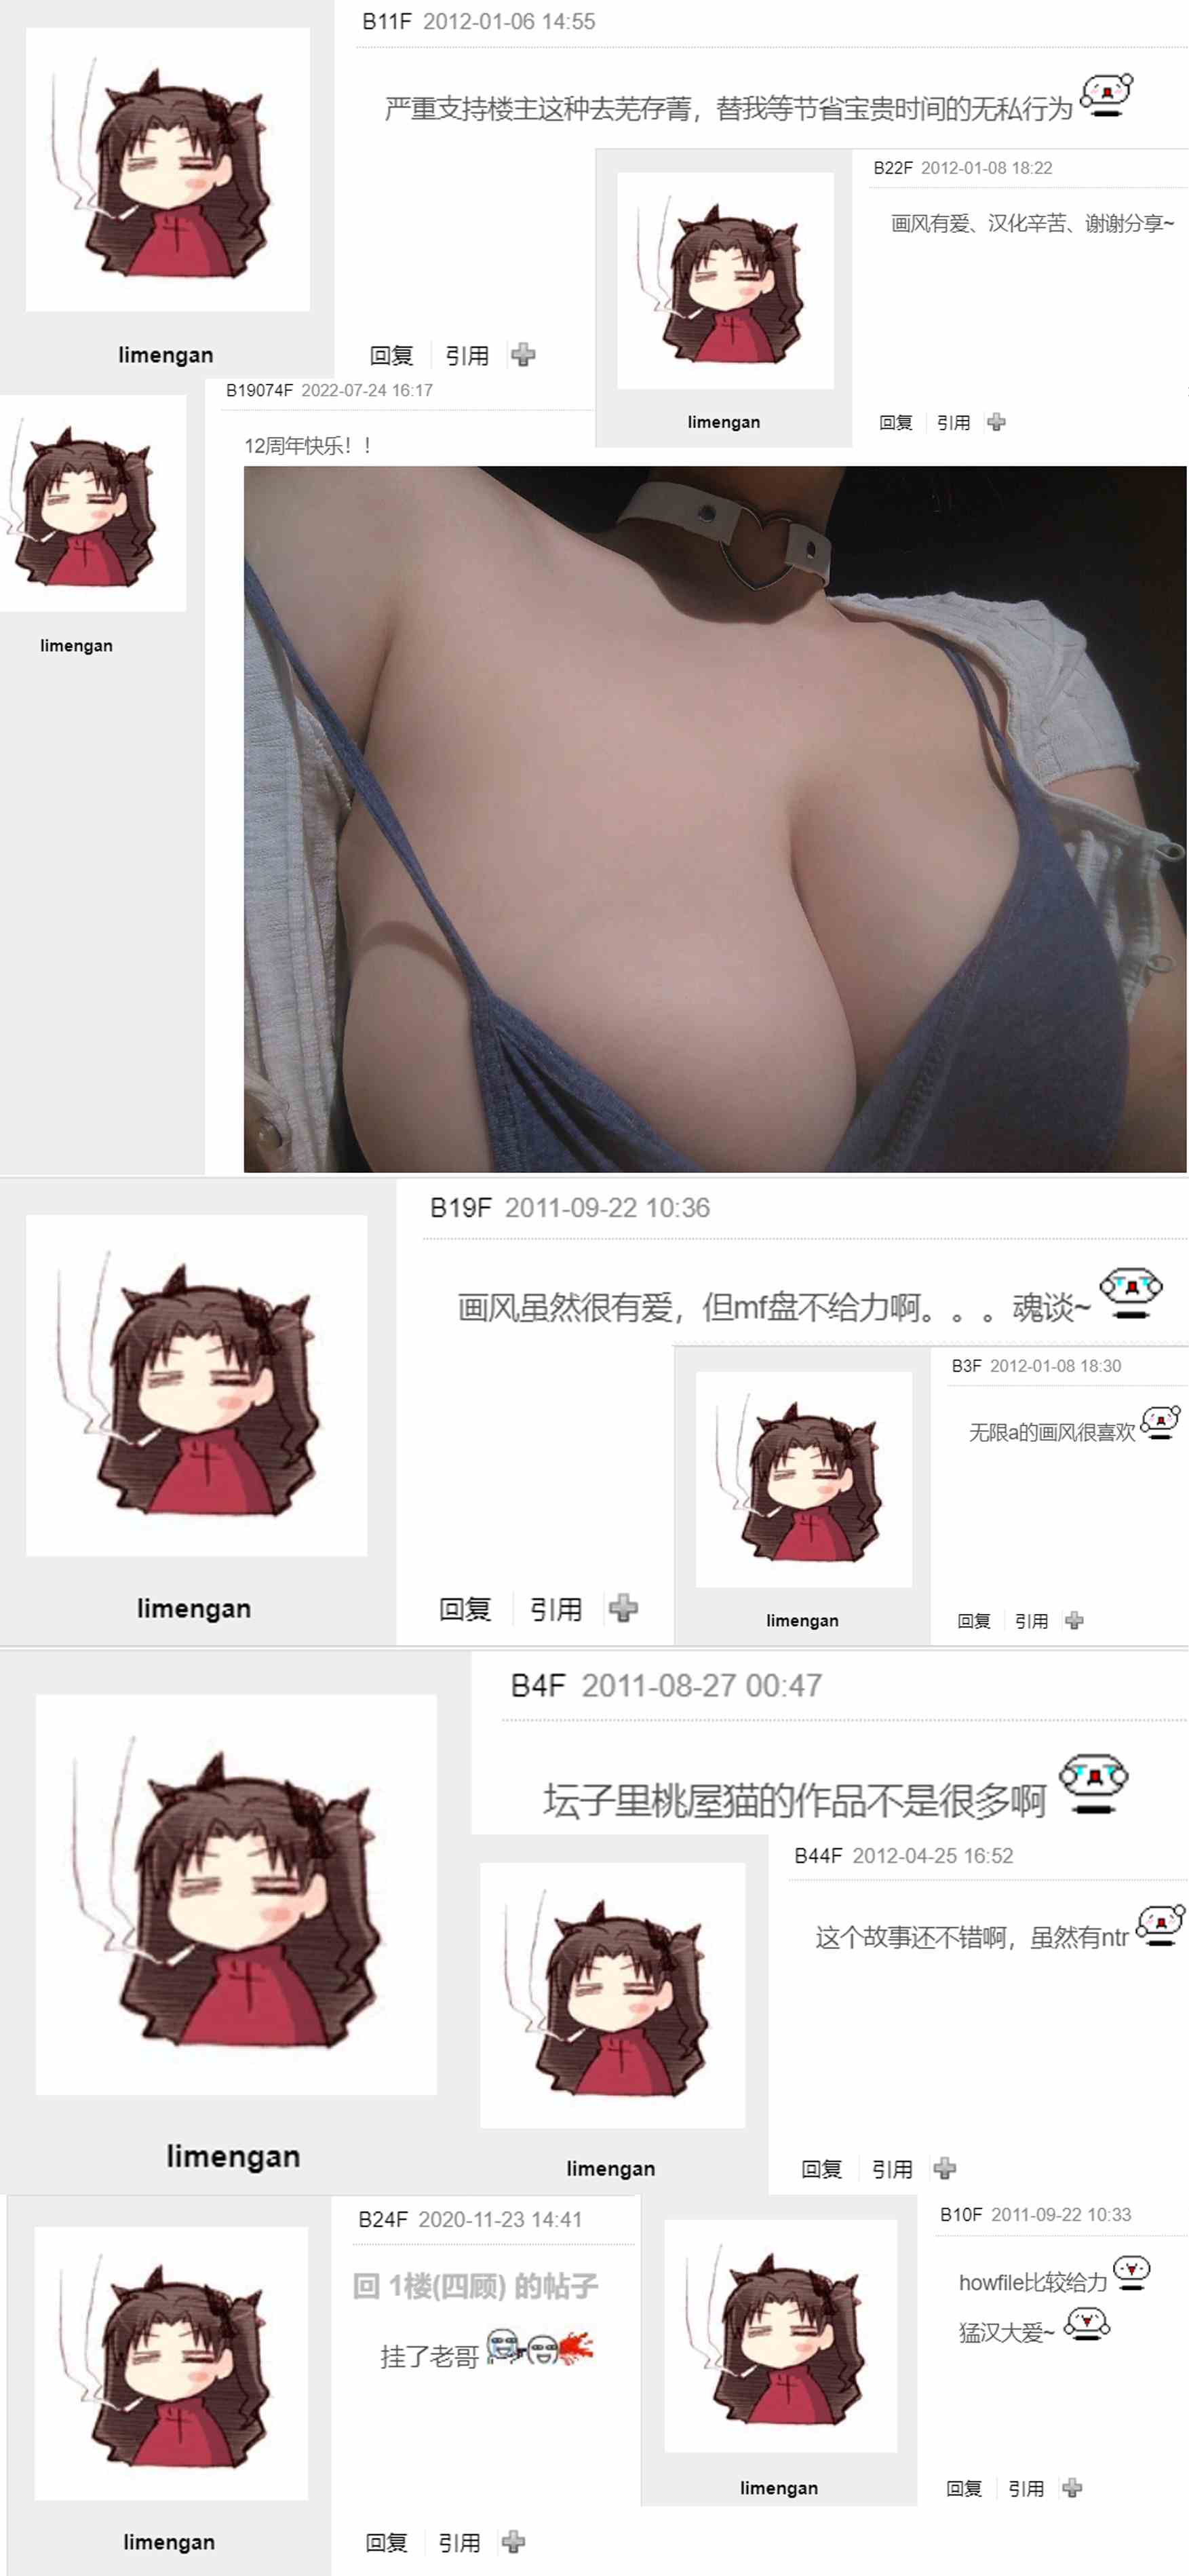 B11F 2012-01-06 14:55
严重支持楼主这种去芜存菁，替我等节省宝贵时间的无私行为
limengan
回复 引用
B22F 2012-01-08 18:22
画风有爱、汉化辛苦、谢谢分享~
limengan
回复 引用
B19074F 2022-07-24 16:17
12周年快乐！！
limengan
B19F 2011-09-22 10:36
画风虽然很有爱，但mf盘不给力啊。。。魂谈~
limengan
回复 引用
B3F 2012-01-08 18:30
无限a的画风很喜欢
limengan
回复 引用
B4F 2011-08-27 00:47
坛子里桃屋猫的作品不是很多啊
limengan
B44F 2012-04-25 16:52
这个故事还不错啊，虽然有ntr
limengan
回复 引用
B24F 2020-11-23 14:41
回 1楼(四顾) 的帖子
挂了老哥
limengan
回复 引用
B10F 2011-09-22 10:33
howfile比较给力
猛汉大爱~
limengan
回复 引用